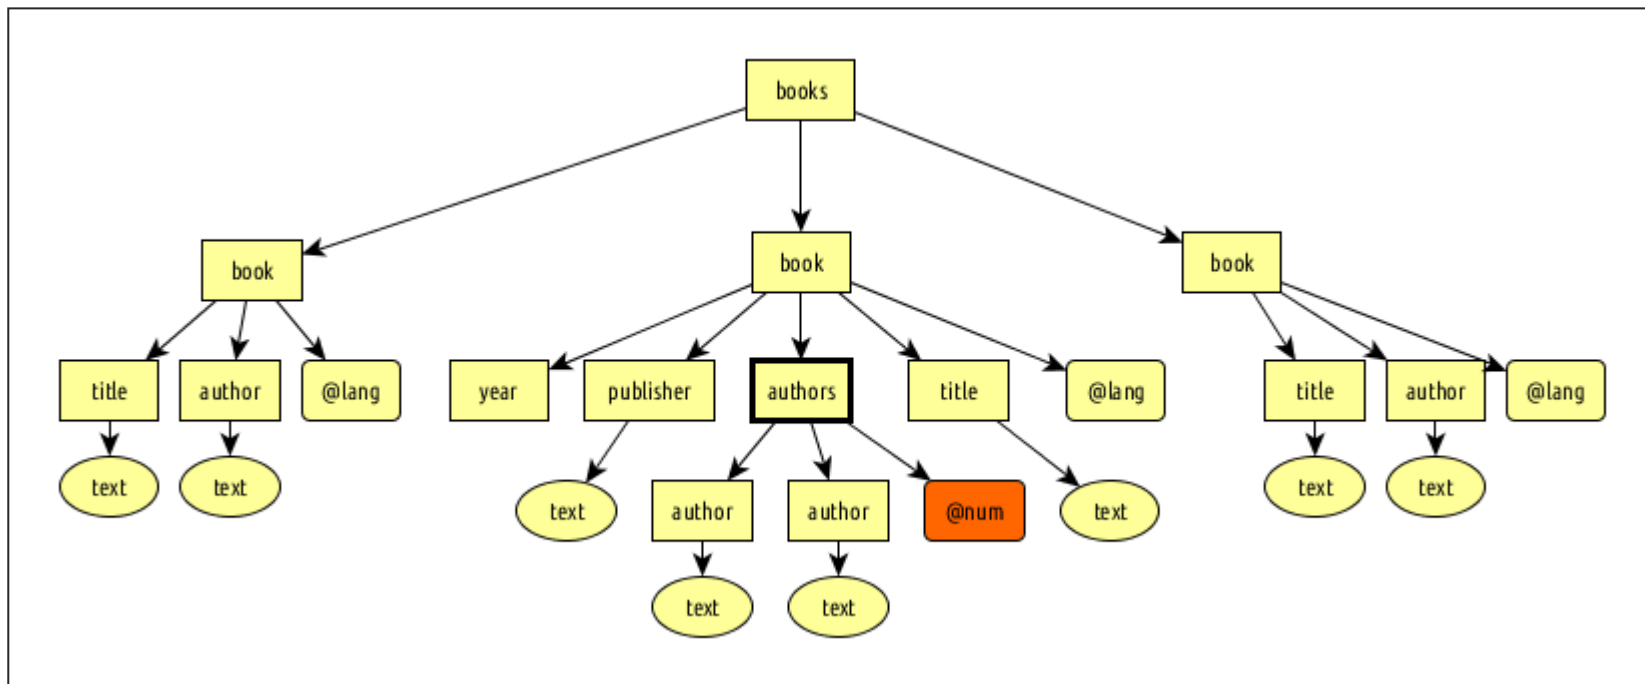 books
book
book
book
title
author
@lang
year
publisher
authors
title
@lang
title
author
@lang
text
text
text
author
author
@num
text
text
text
text
text